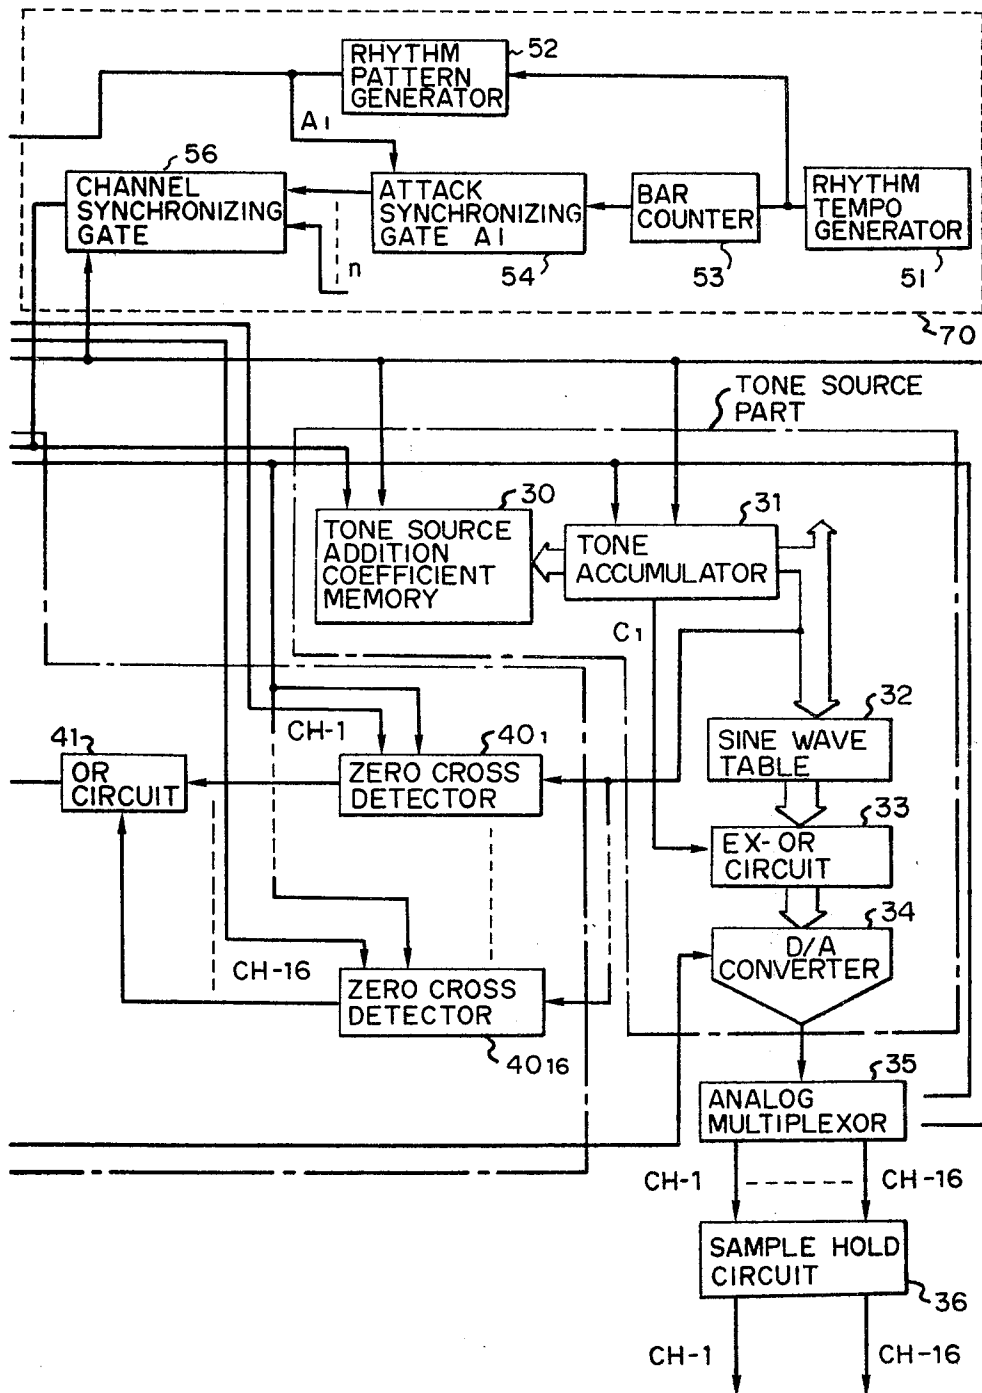 52
RHYTHM
PATTERN
GENERATOR
A1
56
CHANNEL
SYNCHRONIZING
GATE
ATTACK
SYNCHRONIZING
GATE A1
BAR
COUNTER
RHYTHM
TEMPO
GENERATOR
n
54
53
51
70
TONE SOURCE
PART
30
TONE SOURCE
ADDITION
COEFFICIENT
MEMORY
31
TONE
ACCUMULATOR
C1
32
SINE WAVE
TABLE
CH-1
41
OR
CIRCUIT
401
ZERO CROSS
DETECTOR
33
EX-OR
CIRCUIT
34
D/A
CONVERTER
CH-16
ZERO CROSS
DETECTOR
4016
35
ANALOG
MULTIPLEXOR
CH-1
CH-16
SAMPLE HOLD
CIRCUIT
36
CH-1
CH-16